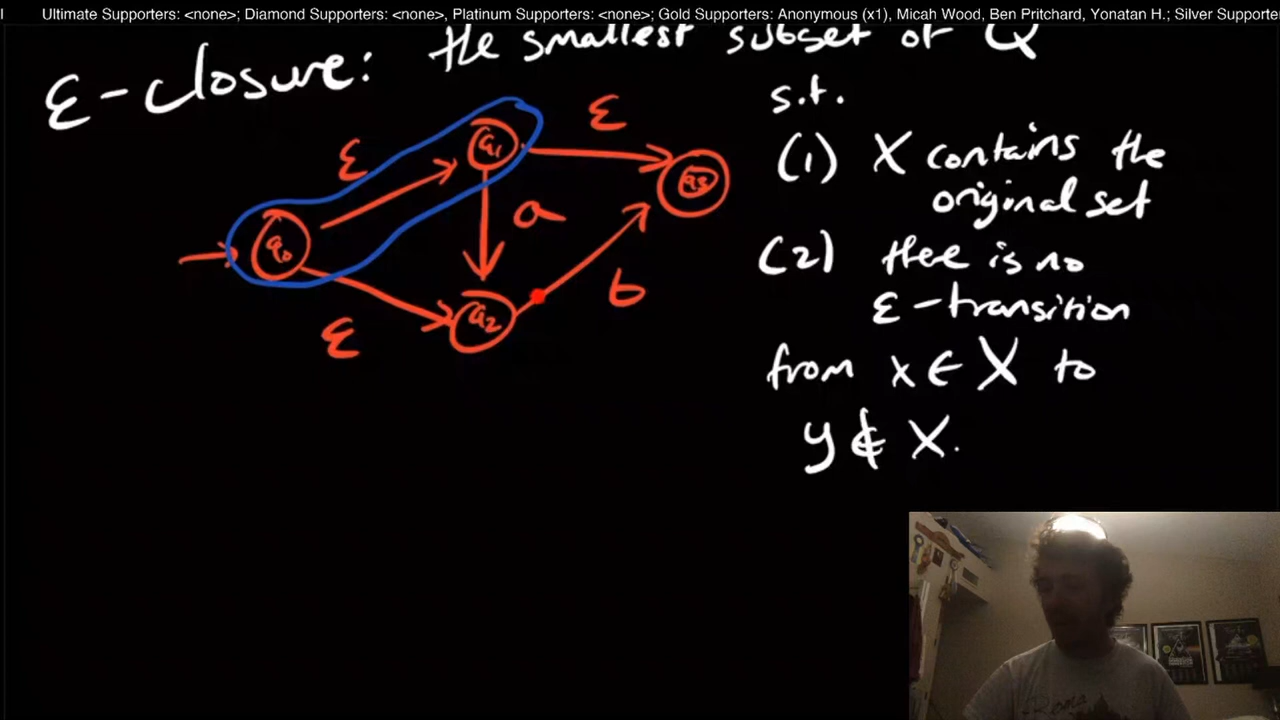 l Ultimate Supporters: <none>; Diamond Supporters: <none>, Platinum Supporters: <none>; Gold Supporters: Anonymous (x1), Micah Wood, Ben Pritchard, Yonatan H.; Silver Supporte
ε-closure: the smallest subset of Q
s.t.
(1) X contains the
original set
(2) there is no
ε-transition
from x ∈ X to
y ∉ X.
ε
q₁
ε
q₃
q₀
a
ε
q₂
b